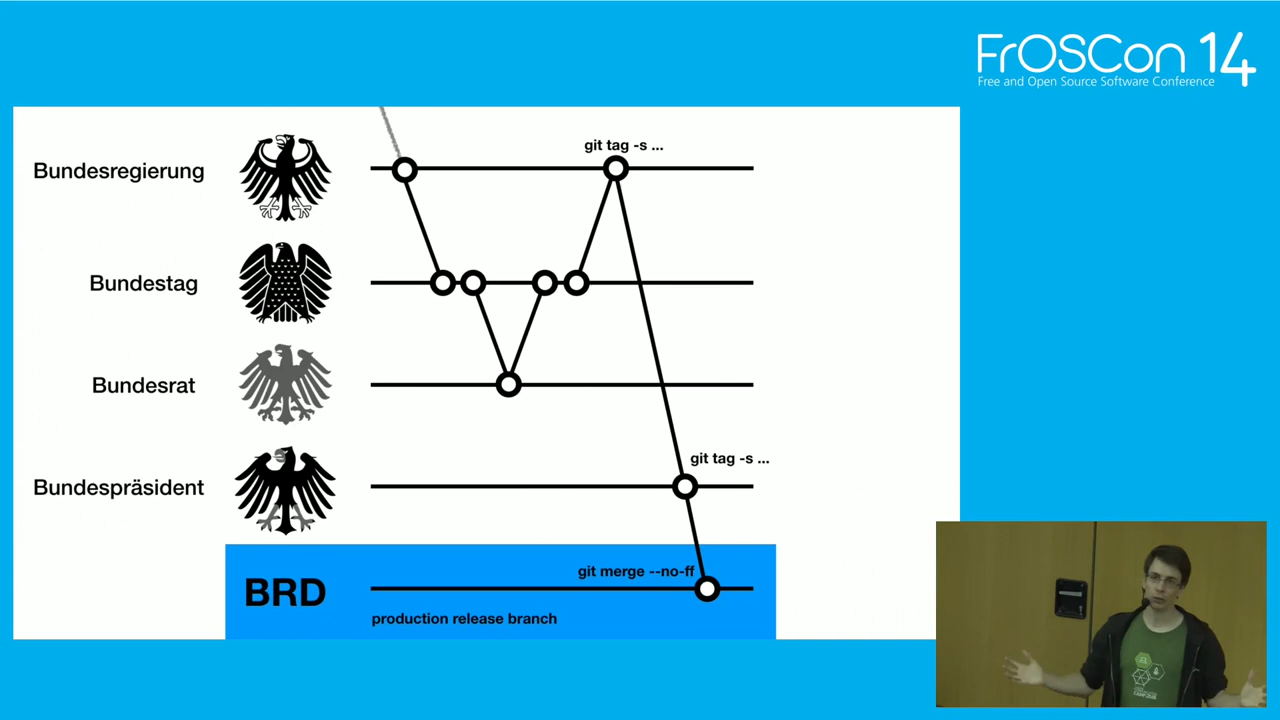 FrOSCon 14
Free and Open Source Software Conference
git tag -s ...
Bundesregierung
Bundestag
Bundesrat
git tag -s ...
Bundespräsident
git merge --no-ff
BRD
production release branch